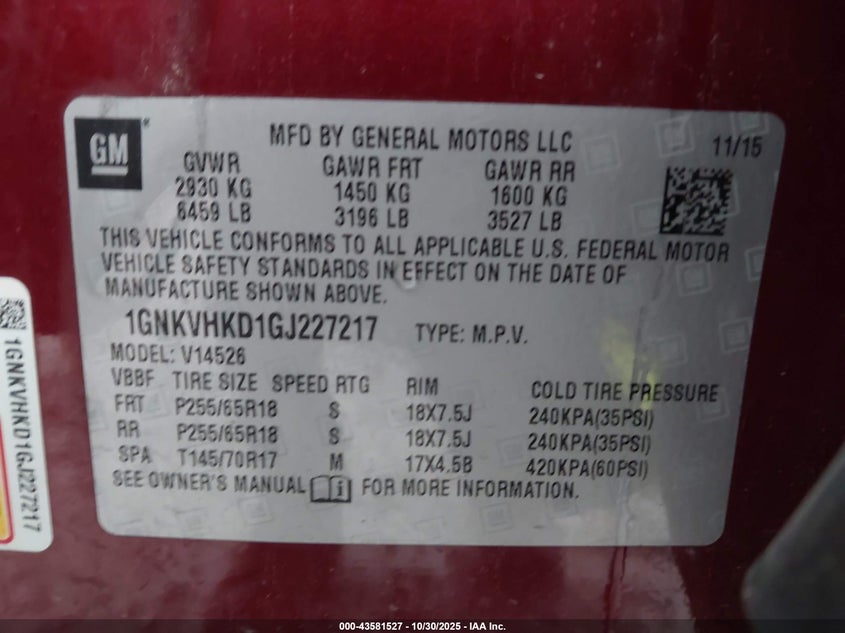 GM
MFD BY GENERAL MOTORS LLC
11/15
GVWR GAWR FRT GAWR RR
2930 KG 1450 KG 1600 KG
6459 LB 3196 LB 3527 LB
THIS VEHICLE CONFORMS TO ALL APPLICABLE U.S. FEDERAL MOTOR
VEHICLE SAFETY STANDARDS IN EFFECT ON THE DATE OF
MANUFACTURE SHOWN ABOVE.
1GNKVHKD1GJ227217 TYPE: M.P.V.
MODEL: V14526
VBBF TIRE SIZE SPEED RTG RIM COLD TIRE PRESSURE
FRT P255/65R18 S 18X7.5J 240KPA(35PSI)
RR P255/65R18 S 18X7.5J 240KPA(35PSI)
SPA T145/70R17 M 17X4.5B 420KPA(60PSI)
SEE OWNER'S MANUAL FOR MORE INFORMATION.
1GNKVHKD1GJ227217
000-43581527 - 10/30/2025 - IAA Inc.